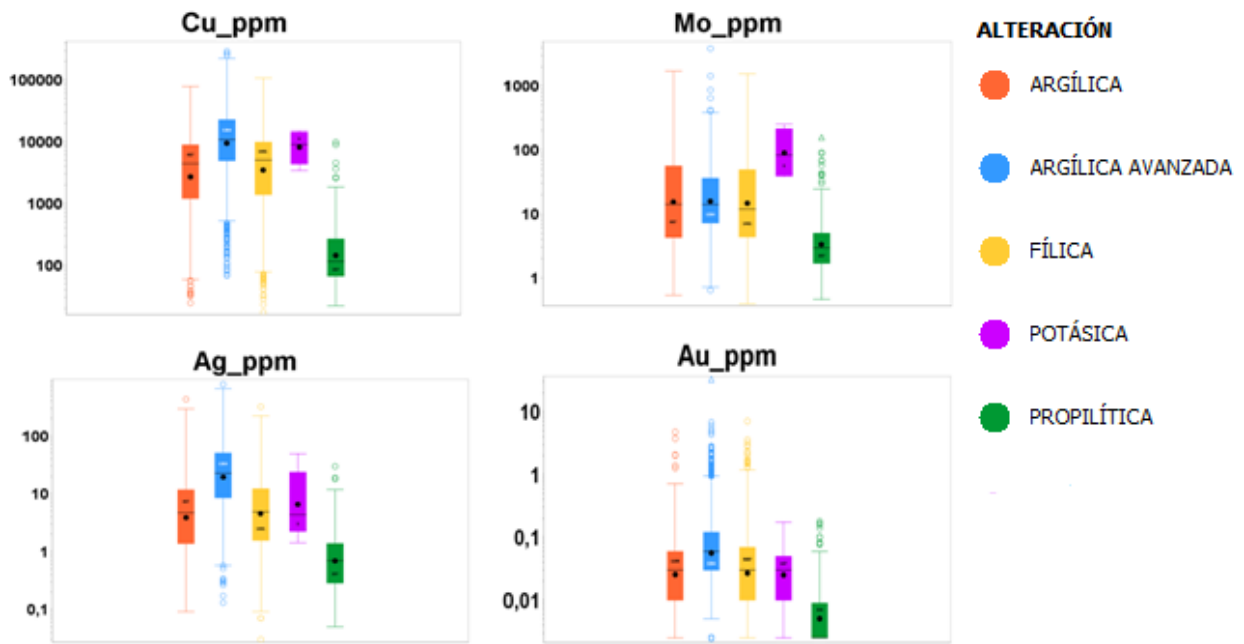 Cu_ppm
100000
10000
1000
100
Mo_ppm
1000
100
10
1
Ag_ppm
100
10
1
0,1
Au_ppm
10
1
0,1
0,01
ALTERACIÓN
ARGÍLICA
ARGÍLICA AVANZADA
FÍLICA
POTÁSICA
PROPILÍTICA